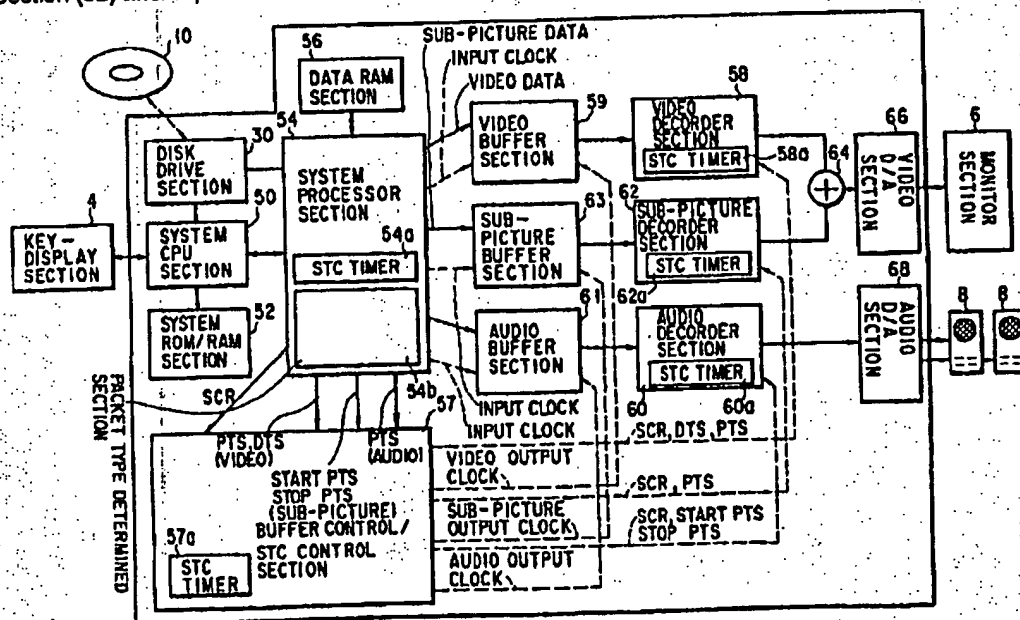 10
56
DATA RAM
SECTION
SUB-PICTURE DATA
INPUT CLOCK
VIDEO DATA
54
30
DISK
DRIVE
SECTION
50
4
KEY-
DISPLAY
SECTION
SYSTEM
CPU
SECTION
52
SYSTEM
ROM/RAM
SECTION
SYSTEM
PROCESSOR
SECTION
54a
STC TIMER
54b
59
VIDEO
BUFFER
SECTION
63
SUB-
PICTURE
BUFFER
SECTION
61
AUDIO
BUFFER
SECTION
INPUT CLOCK
INPUT CLOCK
58
VIDEO
DECORDER
SECTION
STC TIMER
58a
62
SUB-PICTURE
DECORDER
SECTION
STC TIMER
62a
AUDIO
DECORDER
SECTION
STC TIMER
60
60a
64
66
VIDEO
D/A
SECTION
6
MONITOR
SECTION
68
AUDIO
D/A
SECTION
8
8
PACKET TYPE DETERMINED
SECTION
SCR
57
PTS,DTS
(VIDEO)
PTS
(AUDIO)
START PTS
STOP PTS
(SUB-PICTURE)
BUFFER CONTROL/
STC CONTROL
SECTION
57a
STC
TIMER
SCR,DTS,PTS
VIDEO OUTPUT
CLOCK
SCR,PTS
SUB-PICTURE
OUTPUT CLOCK
SCR,START PTS
STOP PTS
AUDIO OUTPUT
CLOCK